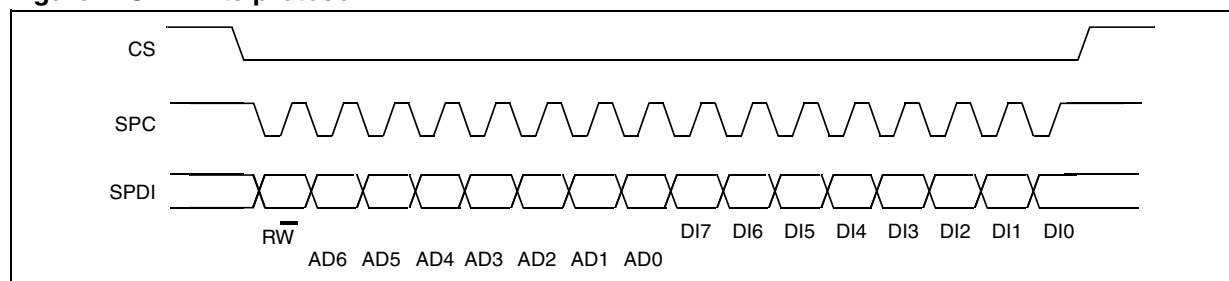 CS
SPC
SPDI
RW
DI7 DI6 DI5 DI4 DI3 DI2 DI1 DI0
AD6 AD5 AD4 AD3 AD2 AD1 AD0